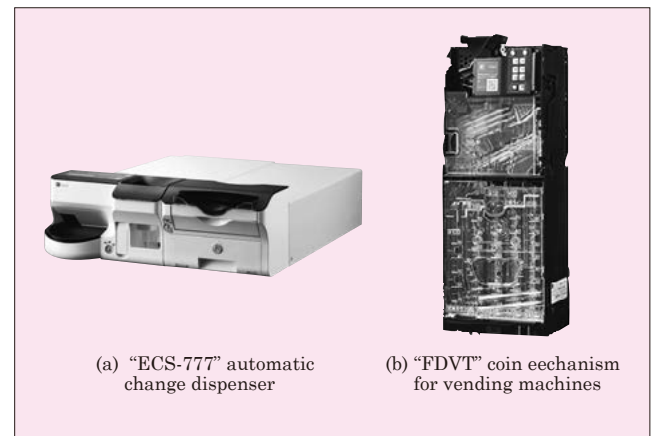 (a) “ECS-777” automatic
change dispenser
(b) “FDVT” coin eechanism
for vending machines